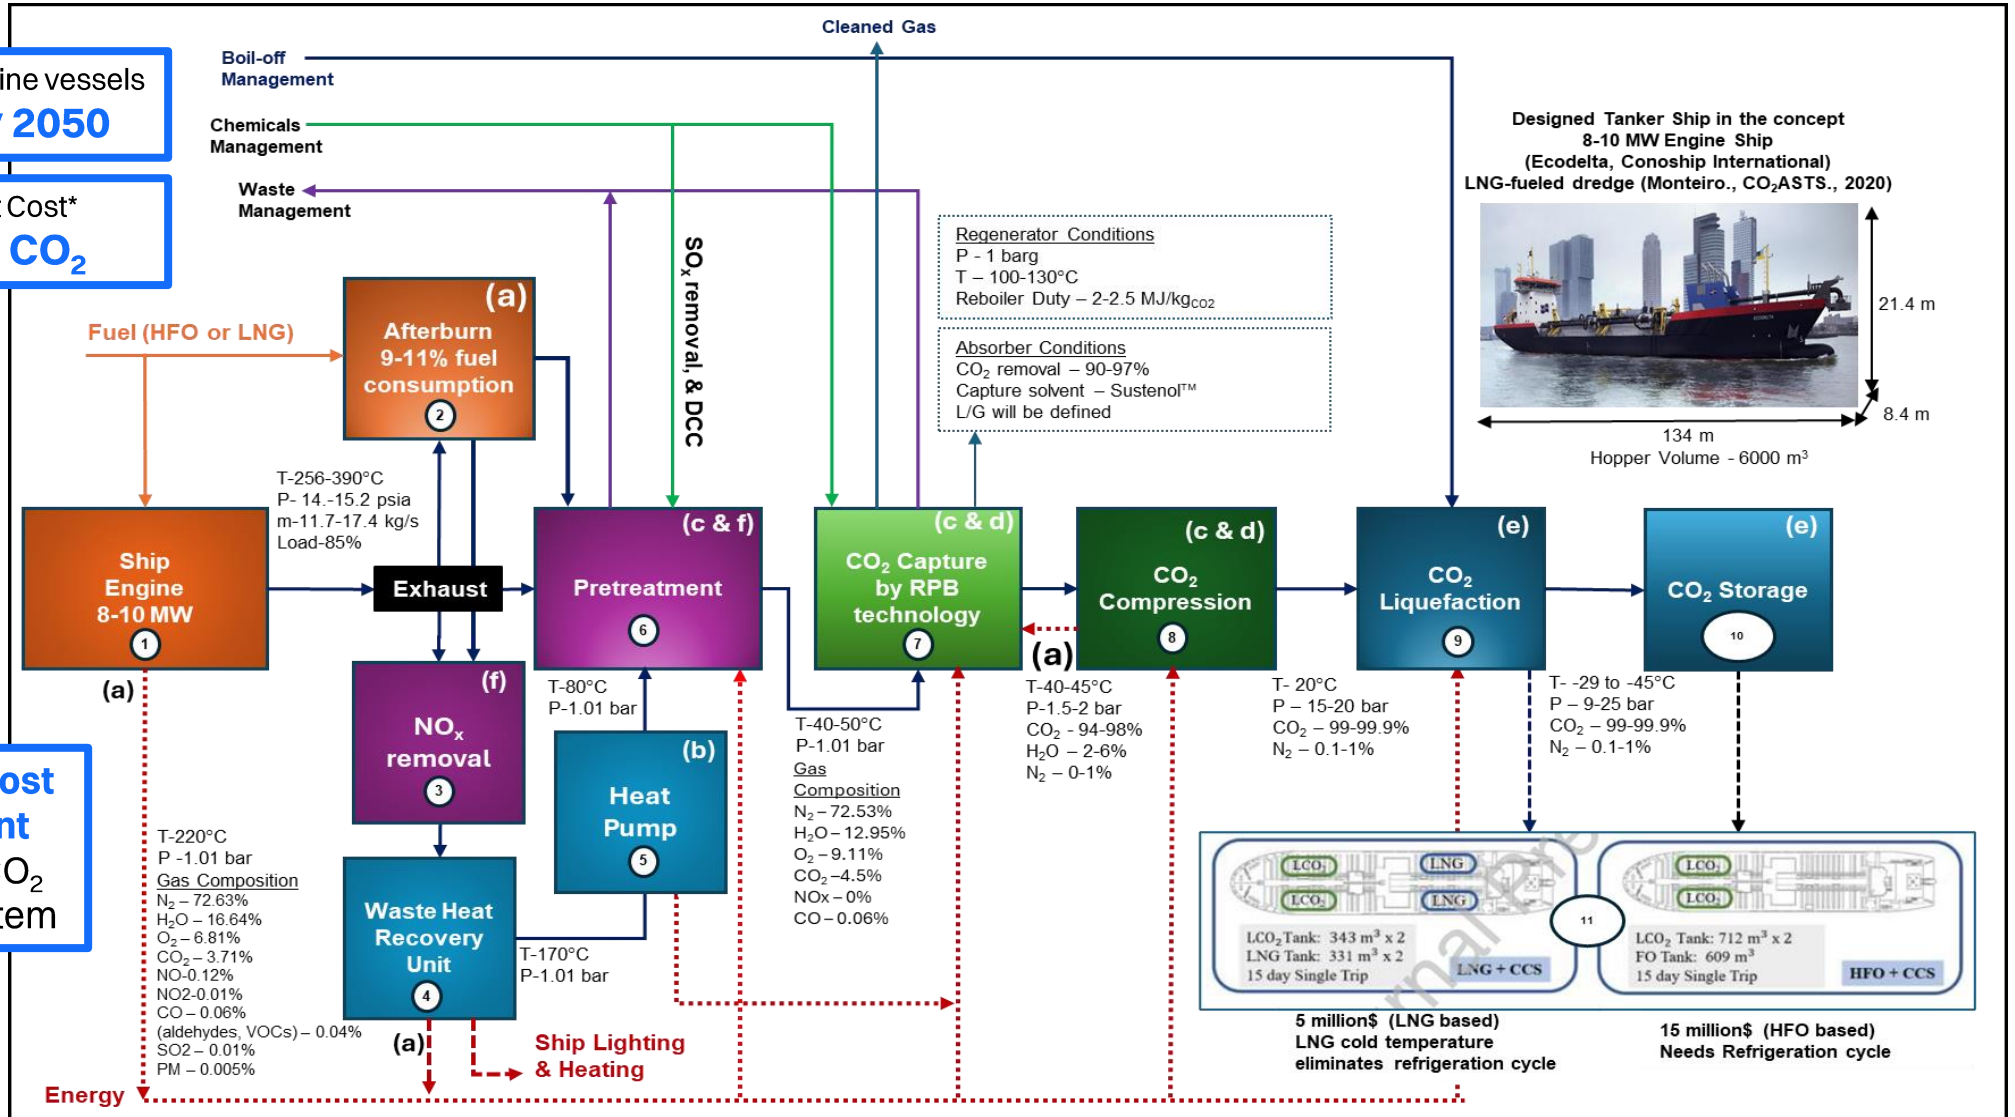 ine vessels
2050
t Cost*
CO₂
ost
nt
CO₂
tem
Cleaned Gas
Boil-off
Management
Chemicals
Management
Waste
Management
SOₓ removal, & DCC
Designed Tanker Ship in the concept
8-10 MW Engine Ship
(Ecodelta, Conoship International)
LNG-fueled dredge (Monteiro., CO₂ASTS., 2020)
21.4 m
8.4 m
134 m
Hopper Volume - 6000 m³
Regenerator Conditions
P - 1 barg
T – 100-130°C
Reboiler Duty – 2-2.5 MJ/kgCO2
Absorber Conditions
CO₂ removal – 90-97%
Capture solvent – Sustenol™
L/G will be defined
Fuel (HFO or LNG)
(a)
Afterburn
9-11% fuel
consumption
2
T-256-390°C
P- 14.-15.2 psia
m-11.7-17.4 kg/s
Load-85%
Ship
Engine
8-10 MW
1
(a)
Exhaust
(c & f)
Pretreatment
6
(c & d)
CO₂ Capture
by RPB
technology
7
(c & d)
CO₂
Compression
8
(a)
(e)
CO₂
Liquefaction
9
(e)
CO₂ Storage
10
(f)
NOₓ
removal
3
(b)
Heat
Pump
5
Waste Heat
Recovery
Unit
4
(a)
T-80°C
P-1.01 bar
T-170°C
P-1.01 bar
T-40-50°C
P-1.01 bar
Gas
Composition
N₂ – 72.53%
H₂O – 12.95%
O₂ – 9.11%
CO₂ –4.5%
NOx – 0%
CO – 0.06%
T-40-45°C
P-1.5-2 bar
CO₂ - 94-98%
H₂O – 2-6%
N₂ – 0-1%
T- 20°C
P – 15-20 bar
CO₂ – 99-99.9%
N₂ – 0.1-1%
T- -29 to -45°C
P – 9-25 bar
CO₂ – 99-99.9%
N₂ – 0.1-1%
T-220°C
P -1.01 bar
Gas Composition
N₂ – 72.63%
H₂O – 16.64%
O₂ – 6.81%
CO₂ – 3.71%
NO-0.12%
NO2-0.01%
CO – 0.06%
(aldehydes, VOCs) – 0.04%
SO2 – 0.01%
PM – 0.005%
Ship Lighting
& Heating
Energy
LCO₂
LNG
LCO₂
LNG
LCO₂ Tank: 343 m³ x 2
LNG Tank: 331 m³ x 2
15 day Single Trip
LNG + CCS
11
LCO₂
LCO₂
LCO₂ Tank: 712 m³ x 2
FO Tank: 609 m³
15 day Single Trip
HFO + CCS
rnal Pre
5 million$ (LNG based)
LNG cold temperature
eliminates refrigeration cycle
15 million$ (HFO based)
Needs Refrigeration cycle